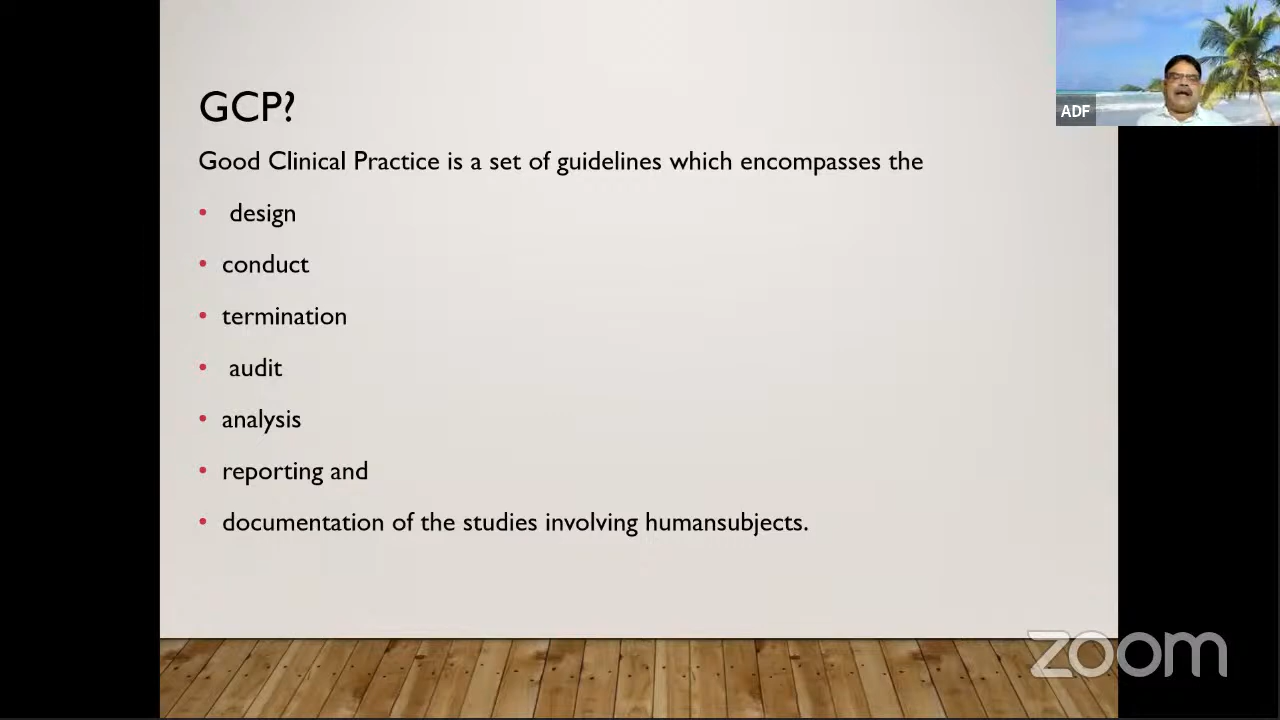 GCP?
Good Clinical Practice is a set of guidelines which encompasses the
• design
• conduct
• termination
• audit
• analysis
• reporting and
• documentation of the studies involving humansubjects.
ADF
zoom